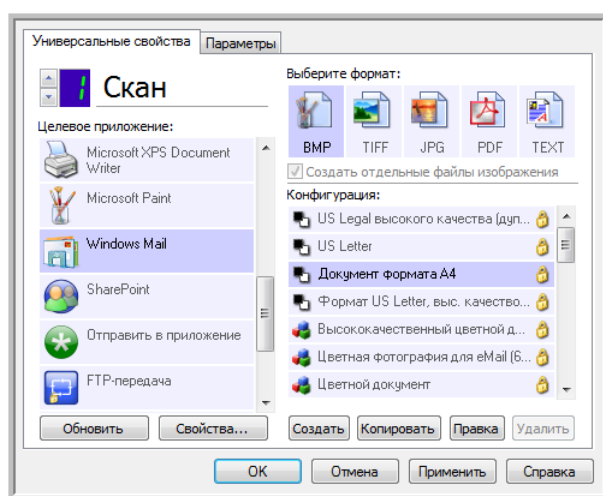 Универсальные свойства
Параметры
1
Скан
Целевое приложение:
Microsoft XPS Document
Writer
Microsoft Paint
Windows Mail
SharePoint
Отправить в приложение
FTP-передача
Обновить
Свойства...
Выберите формат:
BMP
TIFF
JPG
PDF
TEXT
Создать отдельные файлы изображения
Конфигурация:
US Legal высокого качества (дуп...
US Letter
Документ формата A4
Формат US Letter, выс. качество...
Высококачественный цветной д...
Цветная фотография для eMail (6...
Цветной документ
Создать
Копировать
Правка
Удалить
OK
Отмена
Применить
Справка